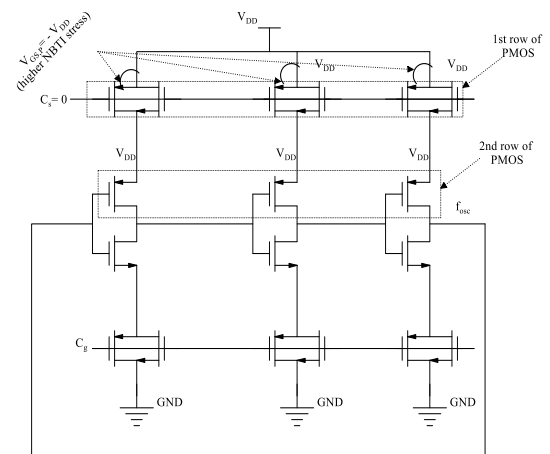 V_DD
V_GS,P = - V_DD
(higher NBTI stress)
V_DD
V_DD
1st row of
PMOS
C_s = 0
V_DD
V_DD
V_DD
2nd row of
PMOS
f_osc
C_g
GND
GND
GND